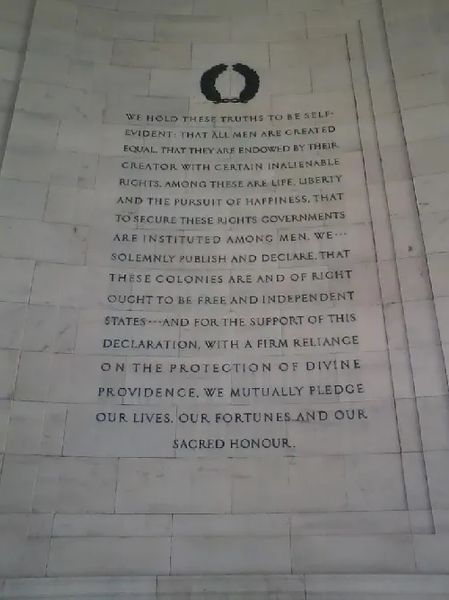 WE HOLD THESE TRUTHS TO BE SELF-
EVIDENT: THAT ALL MEN ARE CREATED
EQUAL, THAT THEY ARE ENDOWED BY THEIR
CREATOR WITH CERTAIN INALIENABLE
RIGHTS, AMONG THESE ARE LIFE, LIBERTY
AND THE PURSUIT OF HAPPINESS, THAT
TO SECURE THESE RIGHTS GOVERNMENTS
ARE INSTITUTED AMONG MEN. WE···
SOLEMNLY PUBLISH AND DECLARE, THAT
THESE COLONIES ARE AND OF RIGHT
OUGHT TO BE FREE AND INDEPENDENT
STATES···AND FOR THE SUPPORT OF THIS
DECLARATION, WITH A FIRM RELIANCE
ON THE PROTECTION OF DIVINE
PROVIDENCE, WE MUTUALLY PLEDGE
OUR LIVES, OUR FORTUNES AND OUR
SACRED HONOUR.